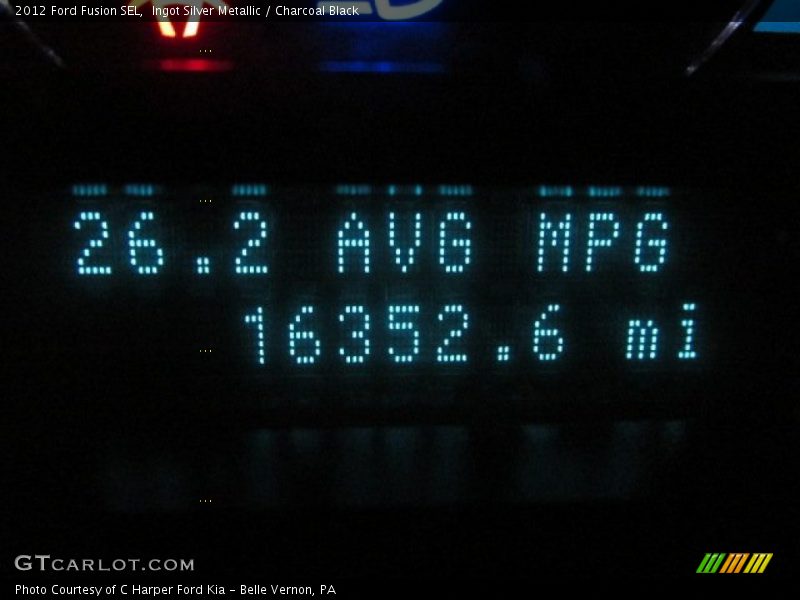 2012 Ford Fusion SEL,  Ingot Silver Metallic / Charcoal Black
26.2 AVG MPG
16352.6 mi
GTCARLOT.COM
Photo Courtesy of C Harper Ford Kia - Belle Vernon, PA